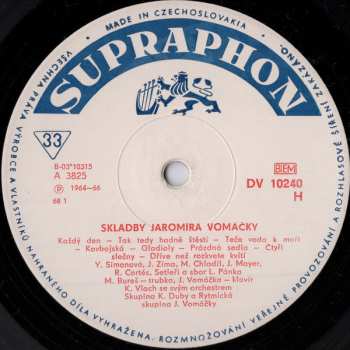 MADE IN CZECHOSLOVAKIA
SUPRAPHON
33
B-03*10315
A 3825
Ⓟ 1964-66
68 1
BIEM
DV 10240
H
SKLADBY JAROMÍRA VOMÁČKY
Každý den — Tak tedy hodně štěstí — Teče voda k moři
— Kovbojská — Gladioly — Prázdná sedla — Čtyři
slečny — Dříve než rozkvete kvítí
Y. Simonová, J. Zíma, M. Chladil, J. Mayer,
R. Cortés, Setleři a sbor L. Pánka
M. Bureš — trubka, J. Vomáčka — klavír
K. Vlach se svým orchestrem
Skupina K. Duby a Rytmická
skupina J. Vomáčky
VŠECHNA PRÁVA VÝROBCE A VLASTNÍKŮ NAHRANÉHO DÍLA VYHRAŽENA. ROZMNOŽOVÁNÍ VEŘEJNÉ PROVOZOVÁNÍ A ROZHLASOVÉ ŠÍŘENÍ ZAKÁZÁNO.